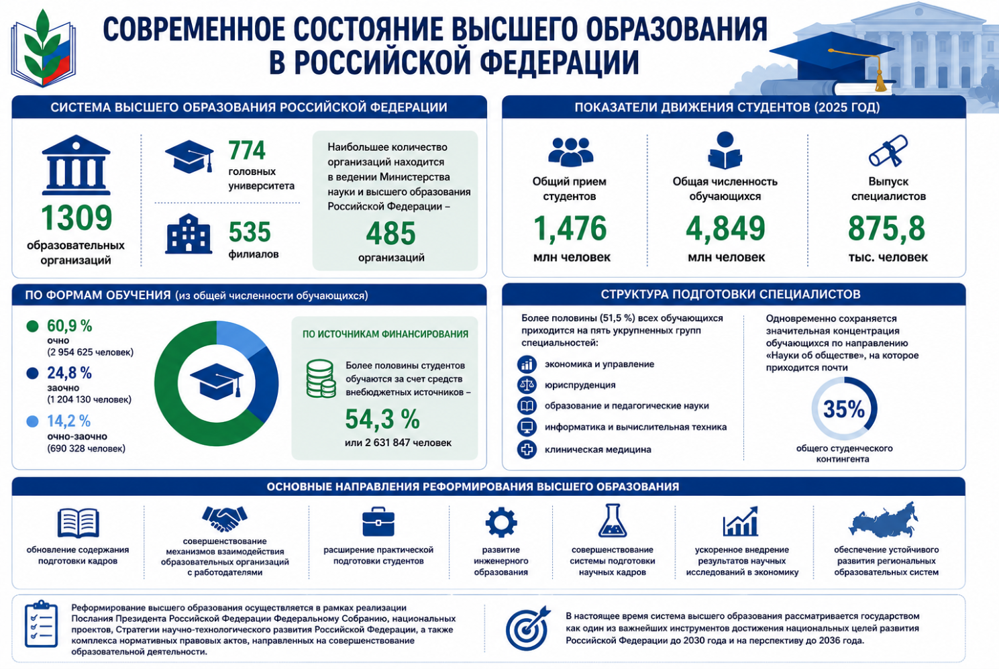 СОВРЕМЕННОЕ СОСТОЯНИЕ ВЫСШЕГО ОБРАЗОВАНИЯ
В РОССИЙСКОЙ ФЕДЕРАЦИИ
СИСТЕМА ВЫСШЕГО ОБРАЗОВАНИЯ РОССИЙСКОЙ ФЕДЕРАЦИИ
1309
образовательных
организаций
774
головных
университета
535
филиалов
Наибольшее количество
организаций находится
в ведении Министерства
науки и высшего образования
Российской Федерации –
485
организаций
ПОКАЗАТЕЛИ ДВИЖЕНИЯ СТУДЕНТОВ (2025 ГОД)
Общий прием
студентов
1,476
млн человек
Общая численность
обучающихся
4,849
млн человек
Выпуск
специалистов
875,8
тыс. человек
ПО ФОРМАМ ОБУЧЕНИЯ (из общей численности обучающихся)
60,9 %
очно
(2 954 625 человек)
24,8 %
заочно
(1 204 130 человек)
14,2 %
очно-заочно
(690 328 человек)
ПО ИСТОЧНИКАМ ФИНАНСИРОВАНИЯ
Более половины студентов
обучаются за счет средств
внебюджетных источников –
54,3 %
или 2 631 847 человек
СТРУКТУРА ПОДГОТОВКИ СПЕЦИАЛИСТОВ
Более половины (51,5 %) всех обучающихся
приходится на пять укрупненных групп
специальностей:
экономика и управление
юриспруденция
образование и педагогические науки
информатика и вычислительная техника
клиническая медицина
Одновременно сохраняется
значительная концентрация
обучающихся по направлению
«Науки об обществе», на которое
приходится почти
35%
общего студенческого
контингента
ОСНОВНЫЕ НАПРАВЛЕНИЯ РЕФОРМИРОВАНИЯ ВЫСШЕГО ОБРАЗОВАНИЯ
обновление содержания
подготовки кадров
совершенствование
механизмов взаимодействия
образовательных организаций
с работодателями
расширение практической
подготовки студентов
развитие
инженерного
образования
совершенствование
системы подготовки
научных кадров
ускоренное внедрение
результатов научных
исследований в экономику
обеспечение устойчивого
развития региональных
образовательных систем
Реформирование высшего образования осуществляется в рамках реализации
Послания Президента Российской Федерации Федеральному Собранию, национальных
проектов, Стратегии научно-технологического развития Российской Федерации, а также
комплекса нормативных правовых актов, направленных на совершенствование
образовательной деятельности.
В настоящее время система высшего образования рассматривается государством
как один из важнейших инструментов достижения национальных целей развития
Российской Федерации до 2030 года и на перспективу до 2036 года.